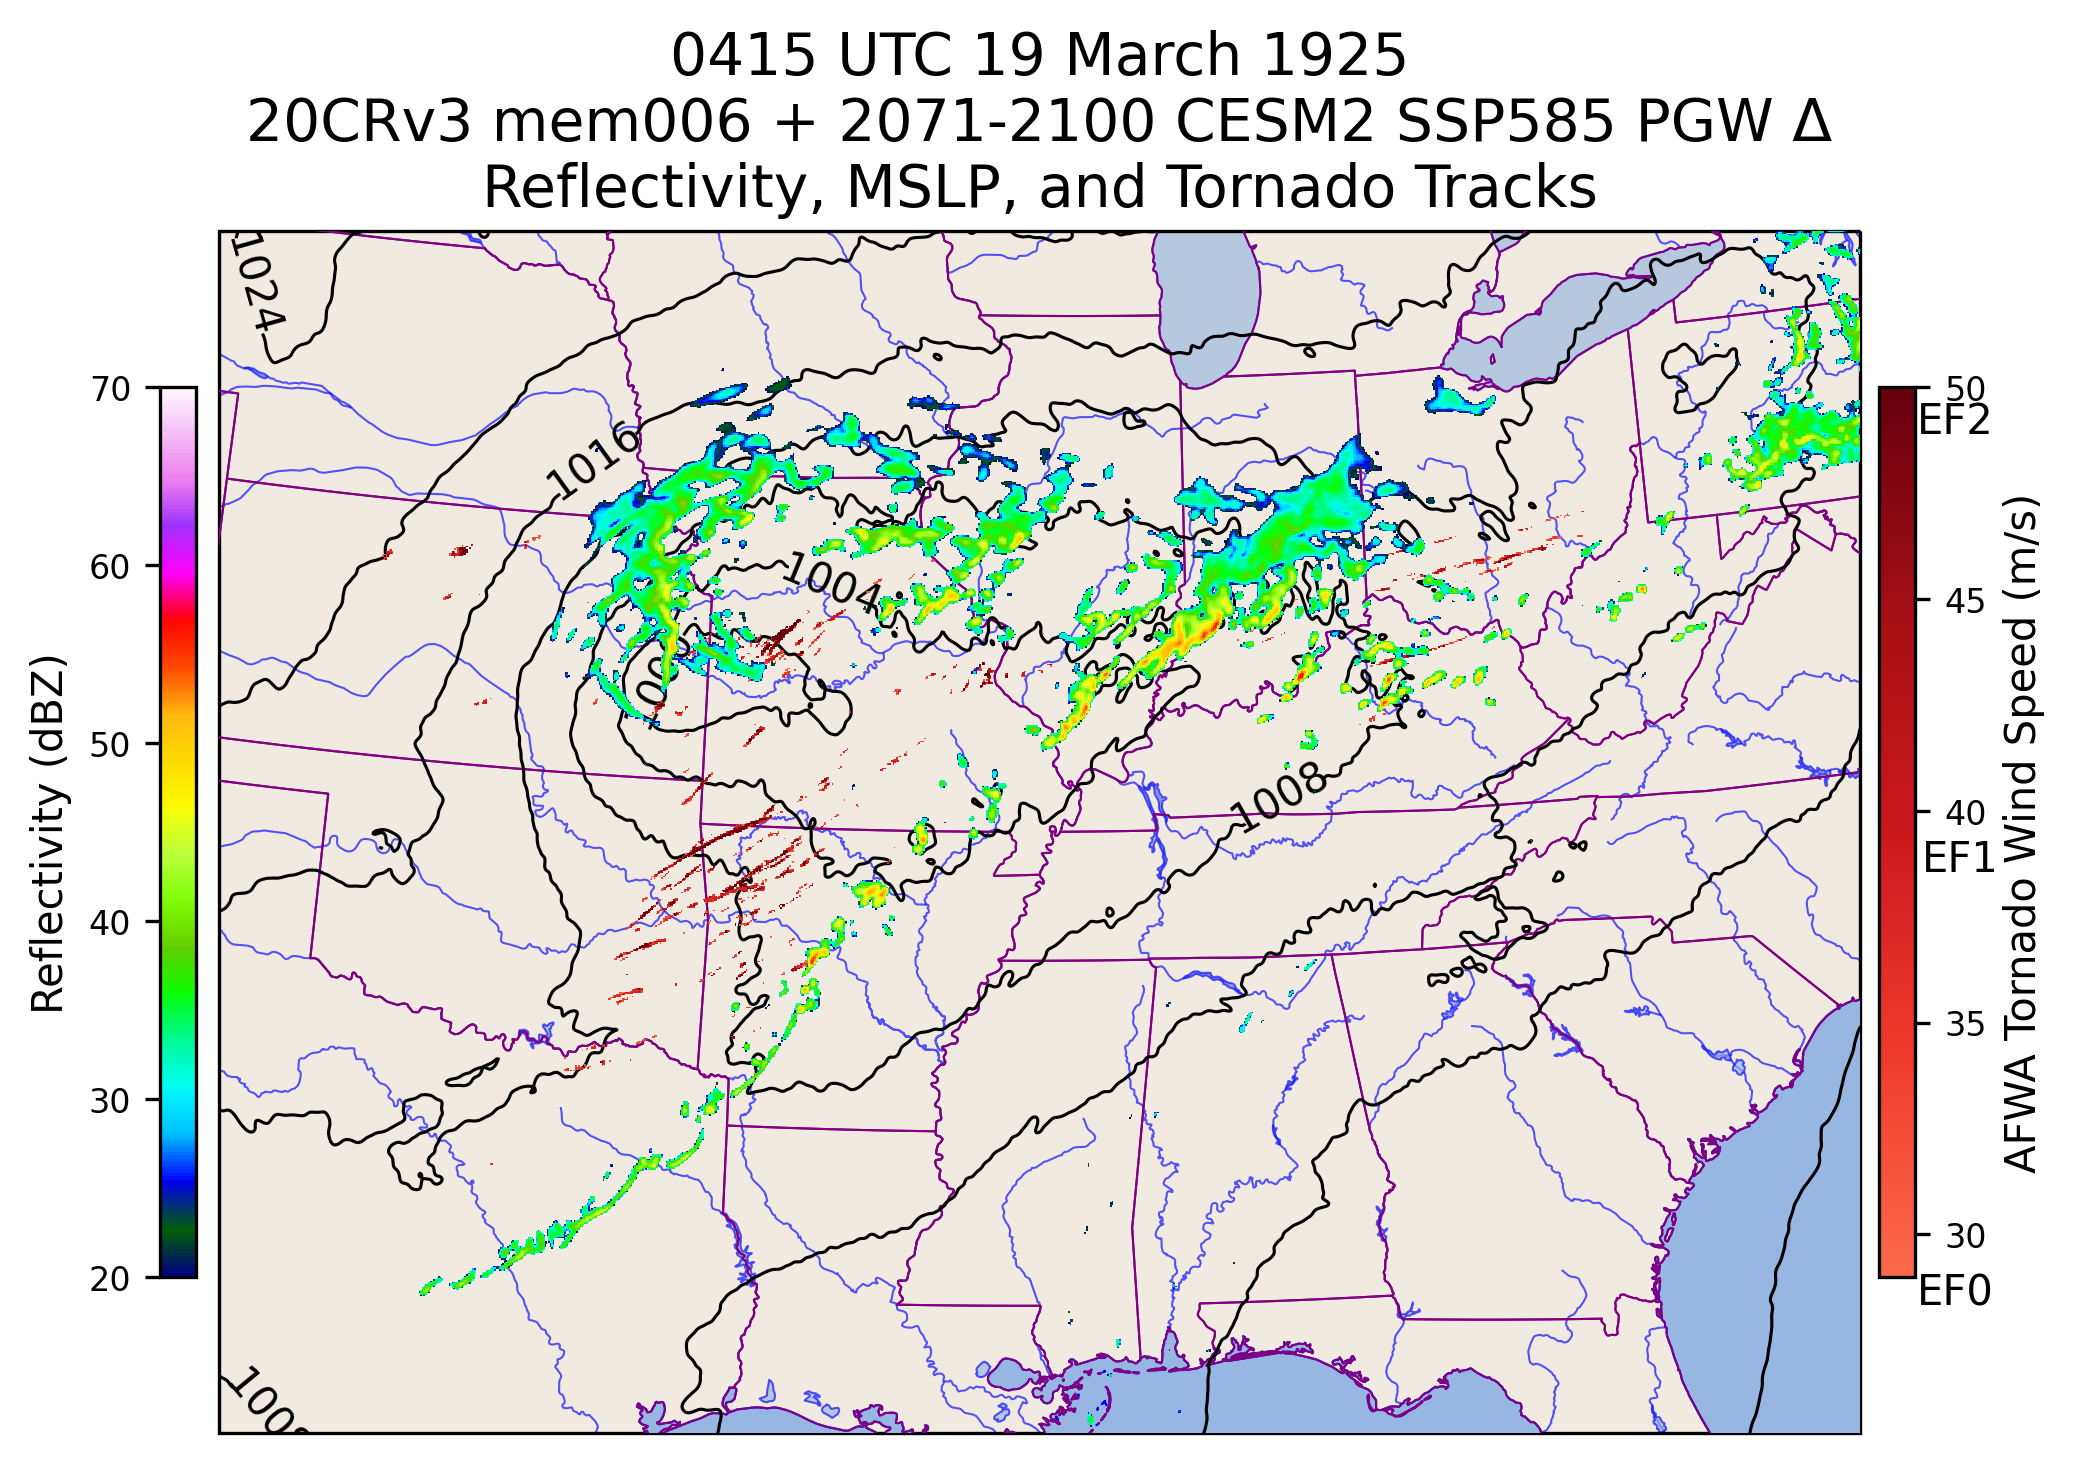 0415 UTC 19 March 1925
20CRv3 mem006 + 2071-2100 CESM2 SSP585 PGW Δ
Reflectivity, MSLP, and Tornado Tracks
1024
1016
1004
1008
70
60
50
40
30
20
Reflectivity (dBZ)
50
EF2
45
40
EF1
35
30
EF0
AFWA Tornado Wind Speed (m/s)